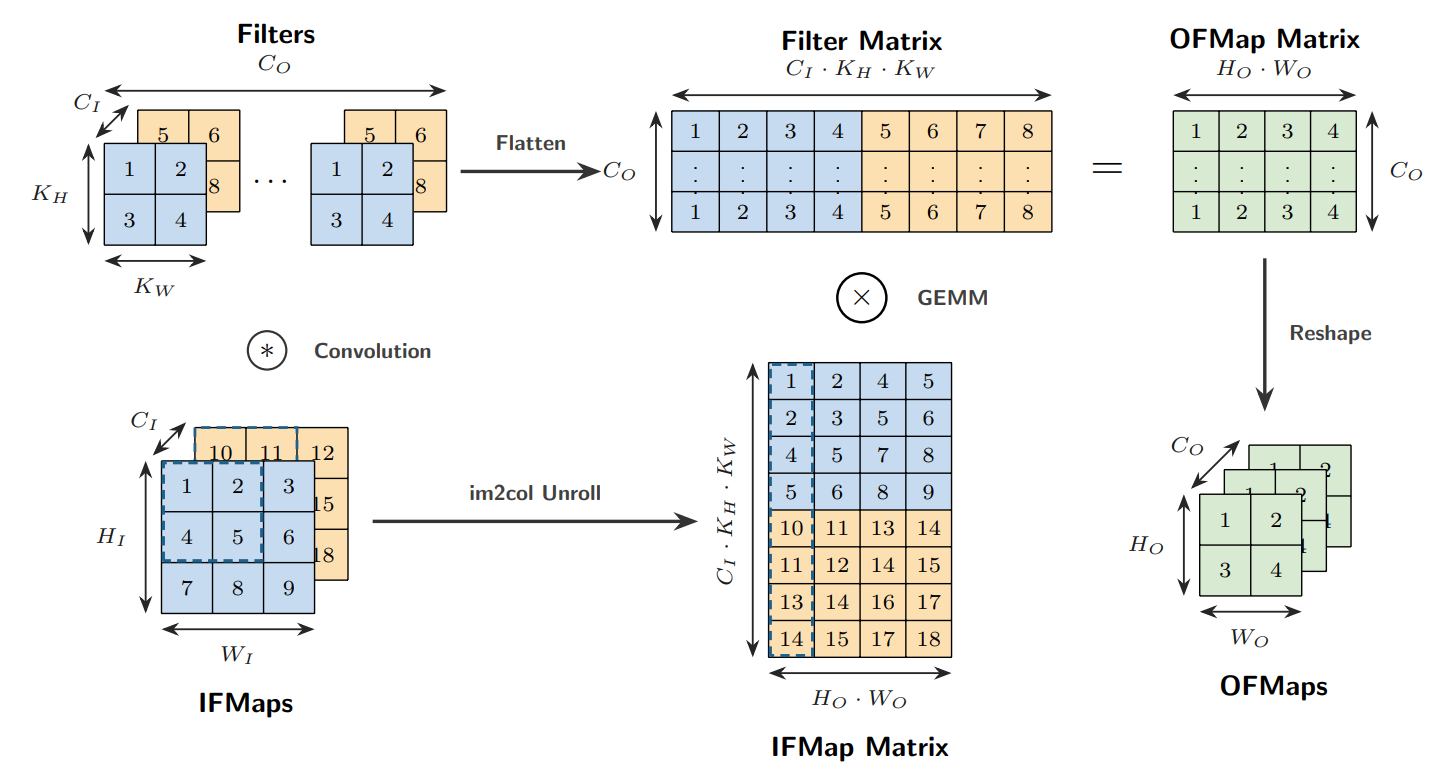 Filters
C_O
C_I
5 6
8
1 2
3 4
K_H
K_W
· · ·
5 6
8
1 2
3 4
Flatten
Filter Matrix
C_I · K_H · K_W
C_O
1 2 3 4 5 6 7 8
⋮ ⋮ ⋮ ⋮ ⋮ ⋮ ⋮ ⋮
1 2 3 4 5 6 7 8
=
OFMap Matrix
H_O · W_O
1 2 3 4
⋮ ⋮ ⋮ ⋮
1 2 3 4
C_O
* Convolution
× GEMM
Reshape
C_I
10 11 12
15
18
1 2 3
4 5 6
7 8 9
H_I
W_I
IFMaps
im2col Unroll
C_I · K_H · K_W
1 2 4 5
2 3 5 6
4 5 7 8
5 6 8 9
10 11 13 14
11 12 14 15
13 14 16 17
14 15 17 18
H_O · W_O
IFMap Matrix
C_O
1 2
4
1 2
4
1 2
3 4
H_O
W_O
OFMaps